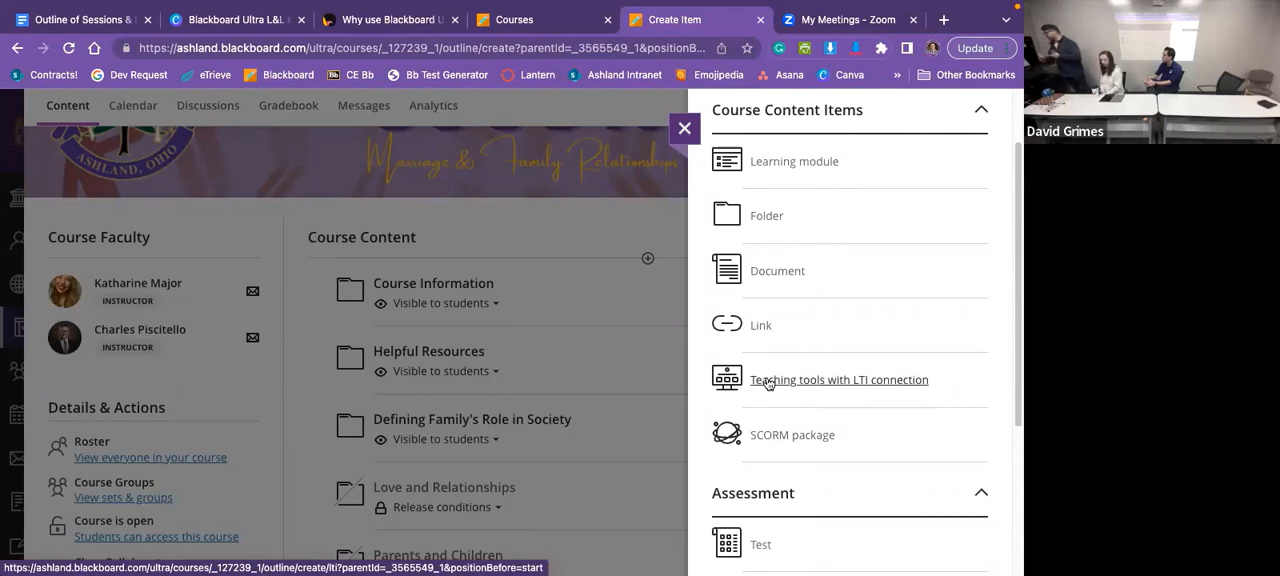 Outline of Sessions &
Blackboard Ultra L&L
Why use Blackboard U
Courses
Create Item
My Meetings - Zoom
https://ashland.blackboard.com/ultra/courses/_127239_1/outline/create?parentId=_3565549_1&positionB...
Update
Contracts!
Dev Request
eTrieve
Blackboard
CE Bb
Bb Test Generator
Lantern
Ashland Intranet
Emojipedia
Asana
Canva
Other Bookmarks
Content
Calendar
Discussions
Gradebook
Messages
Analytics
ASHLAND, OHIO
Marriage & Family Relationships
Course Faculty
Katharine Major
INSTRUCTOR
Charles Piscitello
INSTRUCTOR
Details & Actions
Roster
View everyone in your course
Course Groups
View sets & groups
Course is open
Students can access this course
Course Content
Course Information
Visible to students
Helpful Resources
Visible to students
Defining Family's Role in Society
Visible to students
Love and Relationships
Release conditions
Parents and Children
Course Content Items
Learning module
Folder
Document
Link
Teaching tools with LTI connection
SCORM package
Assessment
Test
https://ashland.blackboard.com/ultra/courses/_127239_1/outline/create/lti?parentId=_3565549_1&positionBefore=start
David Grimes